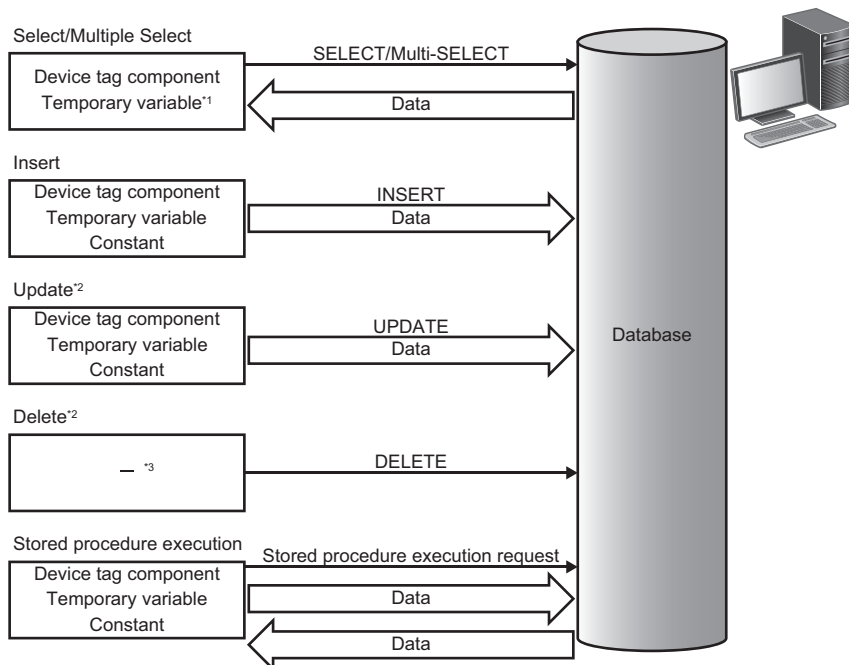 Select/Multiple Select
Device tag component
Temporary variable*1
SELECT/Multi-SELECT
Data
Insert
Device tag component
Temporary variable
Constant
INSERT
Data
Update*2
Device tag component
Temporary variable
Constant
UPDATE
Data
Database
Delete*2
– *3
DELETE
Stored procedure execution
Device tag component
Temporary variable
Constant
Stored procedure execution request
Data
Data